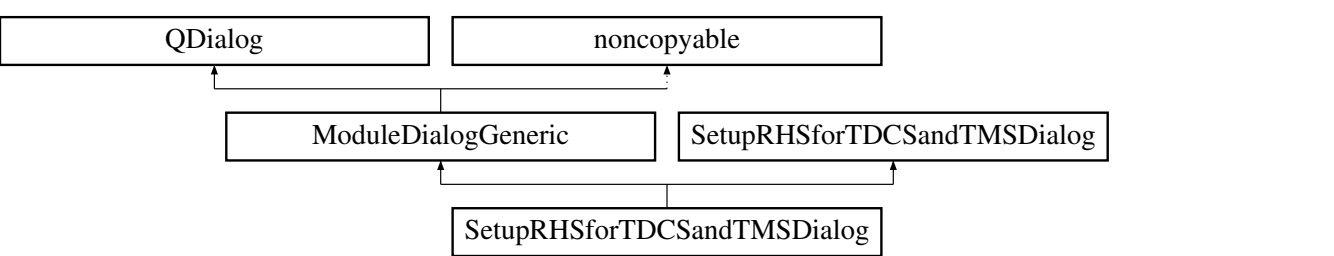 QDialog
noncopyable
ModuleDialogGeneric
SetupRHSforTDCSandTMSDialog
SetupRHSforTDCSandTMSDialog